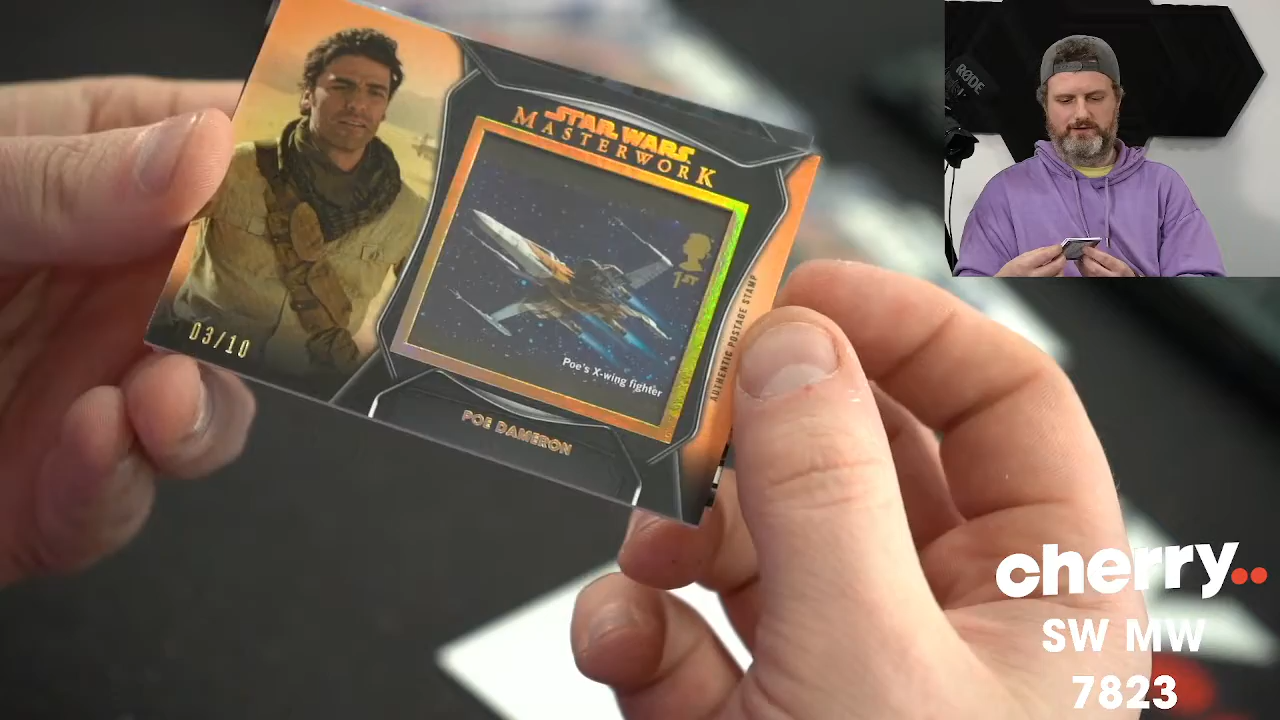 STAR WARS
MASTERWORK
1ST
Poe's X-wing fighter
AUTHENTIC POSTAGE STAMP
03/10
POE DAMERON
RØDE
cherry..
SW MW
7823